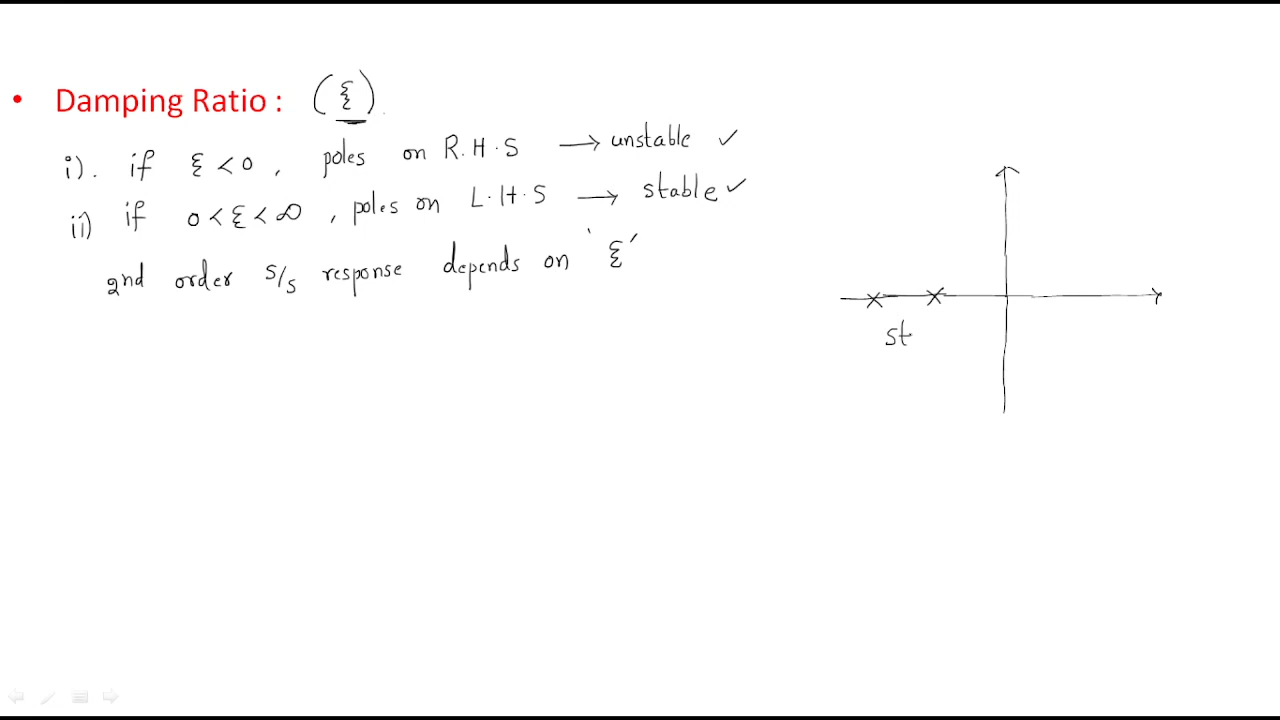 • Damping Ratio : (ξ)
i). if ξ < 0 , poles on R.H.S → unstable ✓
ii) if 0 < ξ < ∞ , poles on L.H.S → stable ✓
2nd order s/s response depends on 'ξ'
st